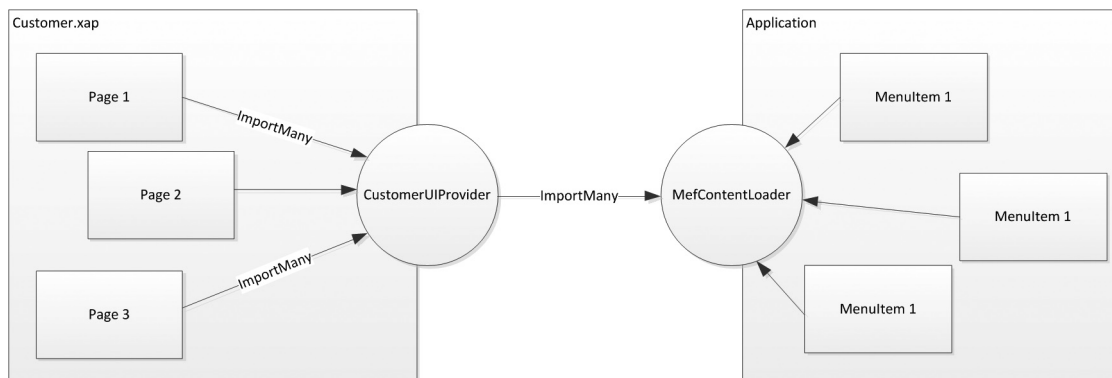 Customer.xap
Page 1
ImportMany
Page 2
CustomerUIProvider
ImportMany
Page 3
ImportMany
Application
MenuItem 1
MefContentLoader
MenuItem 1
MenuItem 1